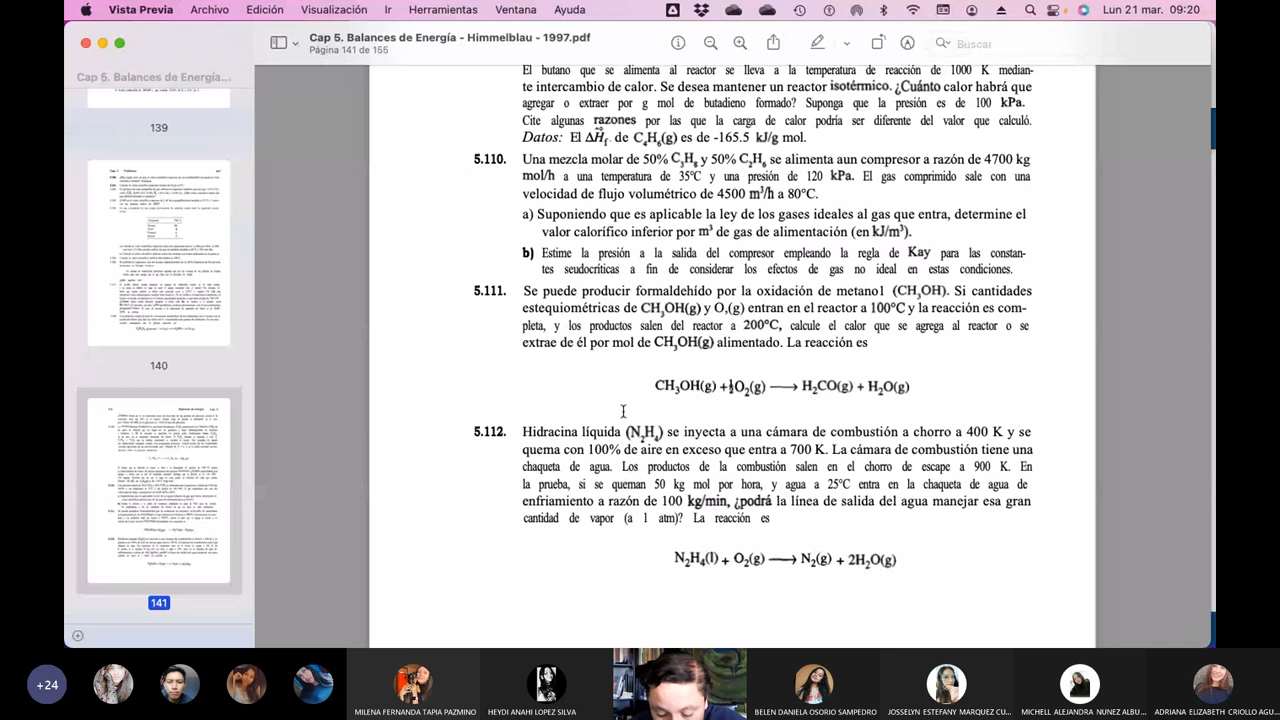 Vista Previa Archivo Edición Visualización Ir Herramientas Ventana Ayuda Lun 21 mar. 09:20
Cap 5. Balances de Energía - Himmelblau - 1997.pdf
Página 141 de 155
Buscar
Cap 5. Balances de Energía...
139
140
141
El butano que se alimenta al reactor se lleva a la temperatura de reacción de 1000 K median-
te intercambio de calor. Se desea mantener un reactor isotérmico. ¿Cuánto calor habrá que
agregar o extraer por g mol de butadieno formado? Suponga que la presión es de 100 kPa.
Cite algunas razones por las que la carga de calor podría ser diferente del valor que calculó.
Datos: El ΔĤ°f de C4H6(g) es de -165.5 kJ/g mol.
5.110. Una mezcla molar de 50% C3H8 y 50% C2H6 se alimenta aun compresor a razón de 4700 kg
mol/h a una temperatura de 35°C y una presión de 120 kPa. El gas comprimido sale con una
velocidad de flujo volumétrico de 4500 m³/h a 80°C.
a) Suponiendo que es aplicable la ley de los gases ideales al gas que entra, determine el
valor calorífico inferior por m³ de gas de alimentación (en kJ/m³).
b) Estime la presión a la salida del compresor empleando la regla de Kay para las constan-
tes seudocríticas a fin de considerar los efectos de gas no ideal en estas condiciones.
5.111. Se puede producir formaldehído por la oxidación de metanol (CH3OH). Si cantidades
estequiométricas de CH3OH(g) y O2(g) entran en el reactor a 100°C y la reacción es com-
pleta, y los productos salen del reactor a 200°C, calcule el calor que se agrega al reactor o se
extrae de él por mol de CH3OH(g) alimentado. La reacción es
CH3OH(g) + ½O2(g) ⟶ H2CO(g) + H2O(g)
5.112. se inyecta a una cámara de combustión de chorro a 400 K y se
quema con 100% de aire en exceso que entra a 700 K. La cámara de combustión tiene una
chaqueta de agua. Los productos de la combustión salen en el chorro de escape a 900 K. En
la prueba, si se queman 50 kg mol por hora, y agua a 25°C entra en la chaqueta de agua de
enfriamiento a razón de 100 kg/min, ¿podrá la línea de salida de agua manejar esa gran
cantidad de vapor (a 1 atm)? La reacción es
N2H4(l) + O2(g) ⟶ N2(g) + 2H2O(g)
+24
MILENA FERNANDA TAPIA PAZMINO
HEYDI ANAHI LOPEZ SILVA
BELEN DANIELA OSORIO SAMPEDRO
JOSSELYN ESTEFANY MARQUEZ CU...
MICHELL ALEJANDRA NUNEZ ALBU...
ADRIANA ELIZABETH CRIOLLO AGU...